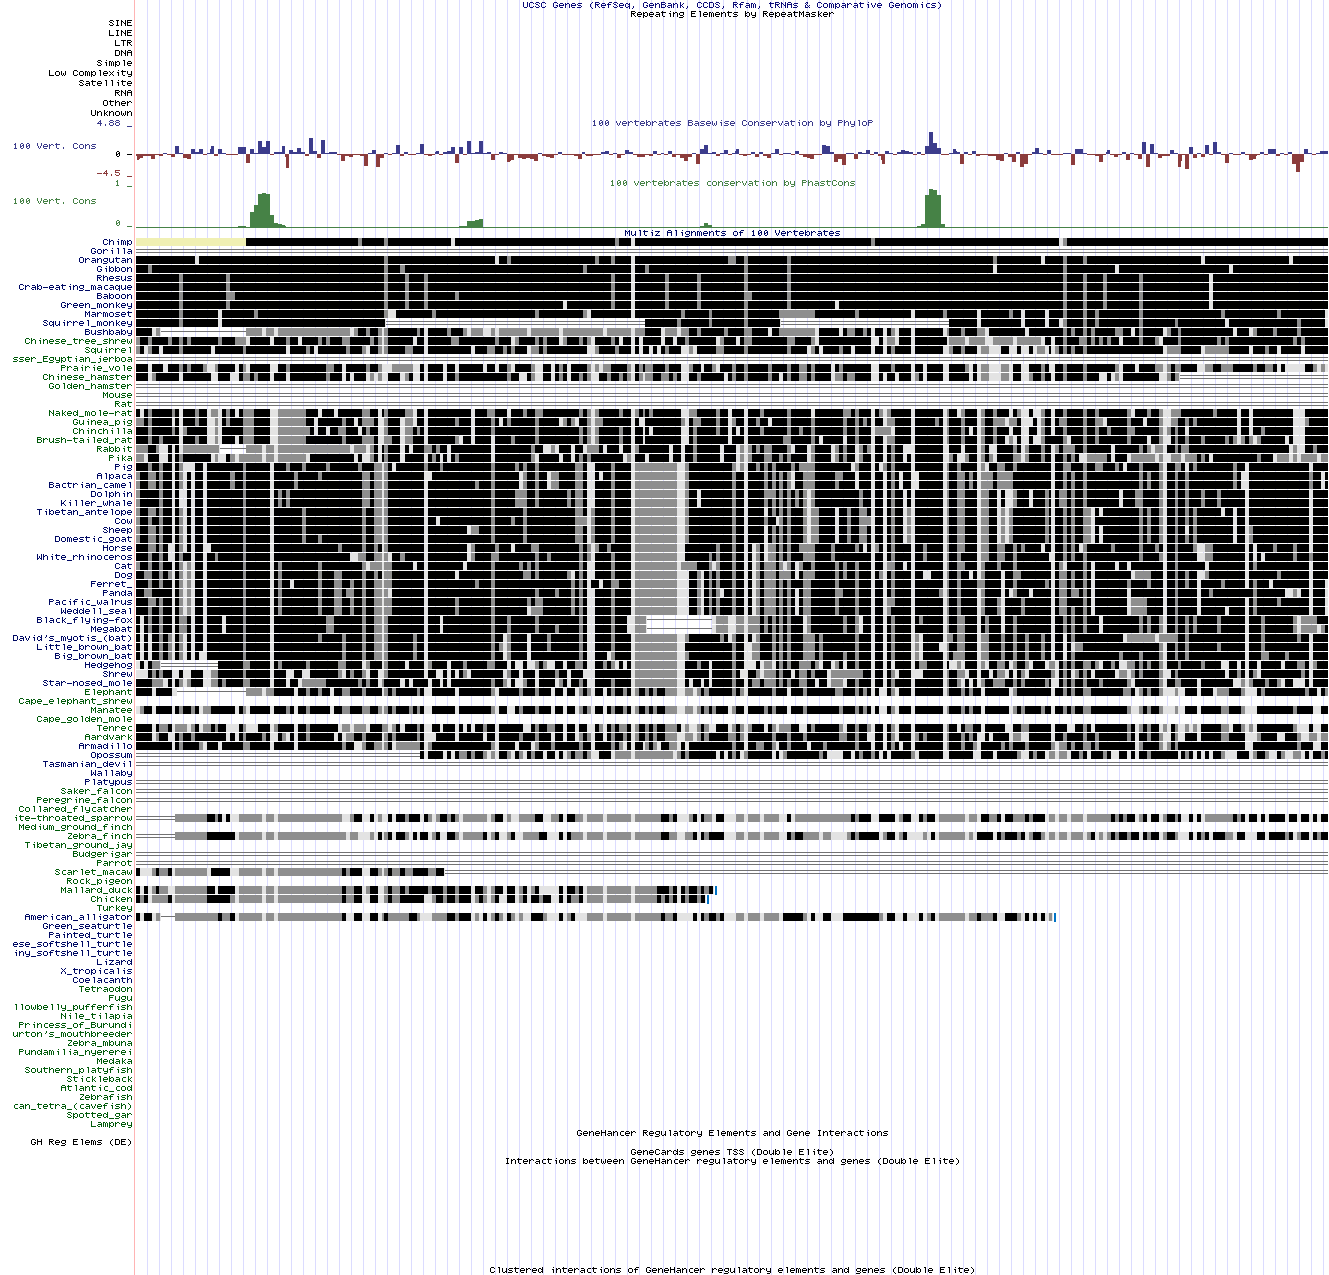 UCSC Genes (RefSeq, GenBank, CCDS, Rfam, tRNAs & Comparative Genomics)
Repeating Elements by RepeatMasker
SINE
LINE
LTR
DNA
Simple
Low Complexity
Satellite
RNA
Other
Unknown
100 vertebrates Basewise Conservation by PhyloP
4.88 _
100 Vert. Cons
0 _
-4.5 _
100 vertebrates conservation by PhastCons
1 _
100 Vert. Cons
0 _
Multiz Alignments of 100 Vertebrates
Chimp
Gorilla
Orangutan
Gibbon
Rhesus
Crab-eating_macaque
Baboon
Green_monkey
Marmoset
Squirrel_monkey
Bushbaby
Chinese_tree_shrew
Squirrel
sser_Egyptian_jerboa
Prairie_vole
Chinese_hamster
Golden_hamster
Mouse
Rat
Naked_mole-rat
Guinea_pig
Chinchilla
Brush-tailed_rat
Rabbit
Pika
Pig
Alpaca
Bactrian_camel
Dolphin
Killer_whale
Tibetan_antelope
Cow
Sheep
Domestic_goat
Horse
White_rhinoceros
Cat
Dog
Ferret_
Panda
Pacific_walrus
Weddell_seal
Black_flying-fox
Megabat
David's_myotis_(bat)
Little_brown_bat
Big_brown_bat
Hedgehog
Shrew
Star-nosed_mole
Elephant
Cape_elephant_shrew
Manatee
Cape_golden_mole
Tenrec
Aardvark
Armadillo
Opossum
Tasmanian_devil
Wallaby
Platypus
Saker_falcon
Peregrine_falcon
Collared_flycatcher
ite-throated_sparrow
Medium_ground_finch
Zebra_finch
Tibetan_ground_jay
Budgerigar
Parrot
Scarlet_macaw
Rock_pigeon
Mallard_duck
Chicken
Turkey
American_alligator
Green_seaturtle
Painted_turtle
ese_softshell_turtle
iny_softshell_turtle
Lizard
X_tropicalis
Coelacanth
Tetraodon
Fugu
llowbelly_pufferfish
Nile_tilapia
Princess_of_Burundi
urton's_mouthbreeder
Zebra_mbuna
Pundamilia_nyererei
Medaka
Southern_platyfish
Stickleback
Atlantic_cod
Zebrafish
can_tetra_(cavefish)
Spotted_gar
Lamprey
GeneHancer Regulatory Elements and Gene Interactions
GH Reg Elems (DE)
GeneCards genes TSS (Double Elite)
Interactions between GeneHancer regulatory elements and genes (Double Elite)
Clustered interactions of GeneHancer regulatory elements and genes (Double Elite)